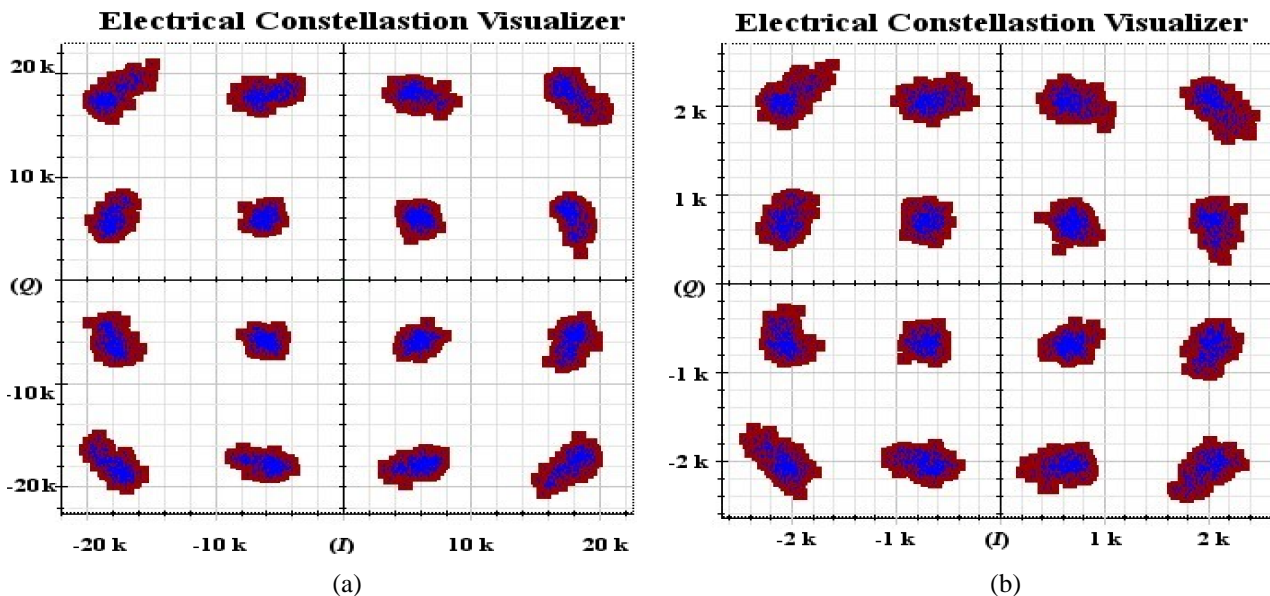 Electrical Constellastion Visualizer
20 k
10 k
(Q)
-10 k
-20 k
-20 k -10 k (I) 10 k 20 k
(a)
Electrical Constellastion Visualizer
2 k
1 k
(Q)
-1 k
-2 k
-2 k -1 k (I) 1 k 2 k
(b)